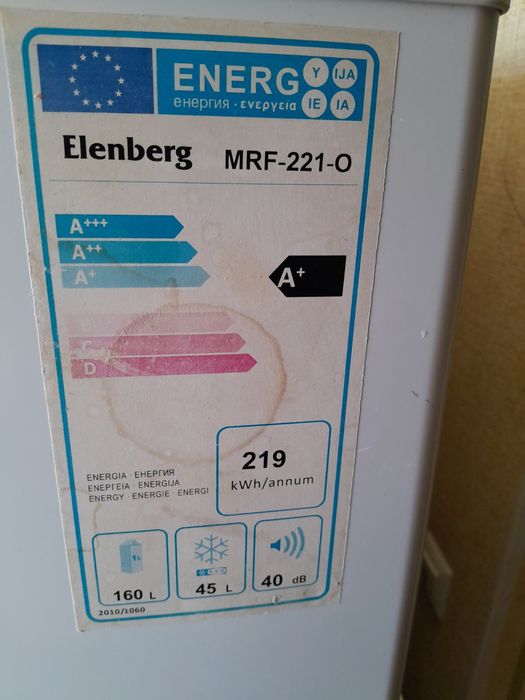 ENERG Y IJA
енергия · ενεργεια IE IA
Elenberg MRF-221-O
A+++
A++
A+ A+
C
D
219
kWh/annum
ENERGIA · ЕНЕРГИЯ
ΕΝΕΡΓΕΙΑ · ENERGIJA
ENERGY · ENERGIE · ENERGI
160 L 45 L 40 dB
2010/1060